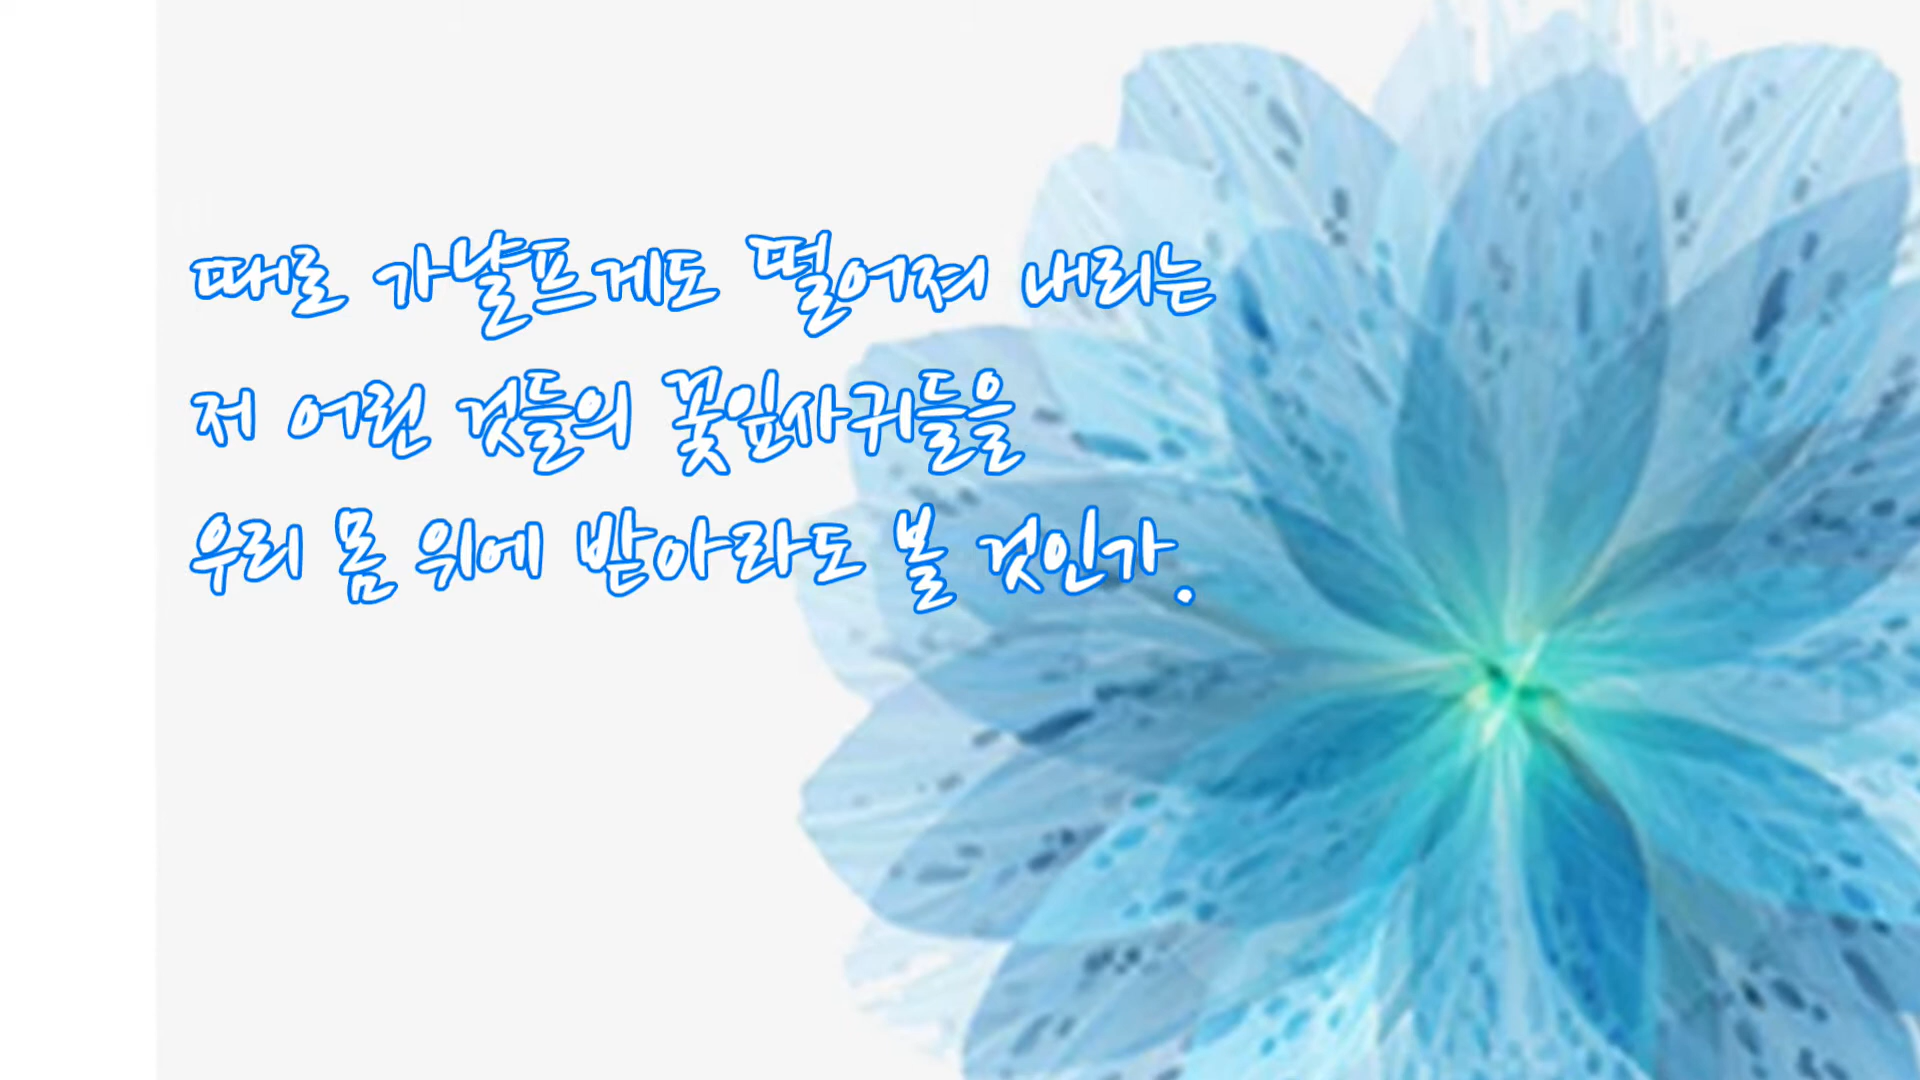 때로 가냘프게도 떨어져 내리는
저 어린 것들의 꽃잎사귀들을
우리 몸 위에 받아라도 볼 것인가.